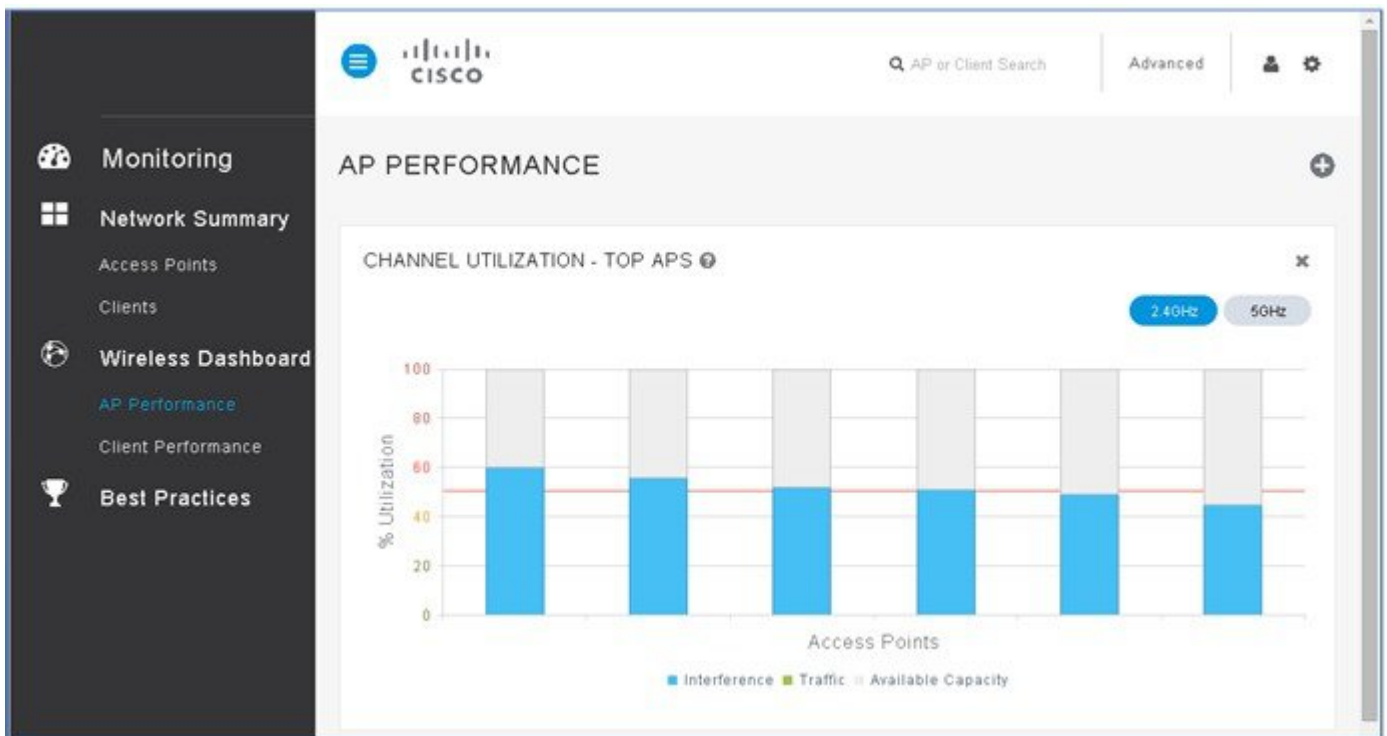 CISCO
AP or Client Search
Advanced
Monitoring
Network Summary
Access Points
Clients
Wireless Dashboard
AP Performance
Client Performance
Best Practices
AP PERFORMANCE
CHANNEL UTILIZATION - TOP APS
2.4GHz
5GHz
% Utilization
100
80
60
40
20
0
Access Points
Interference Traffic Available Capacity